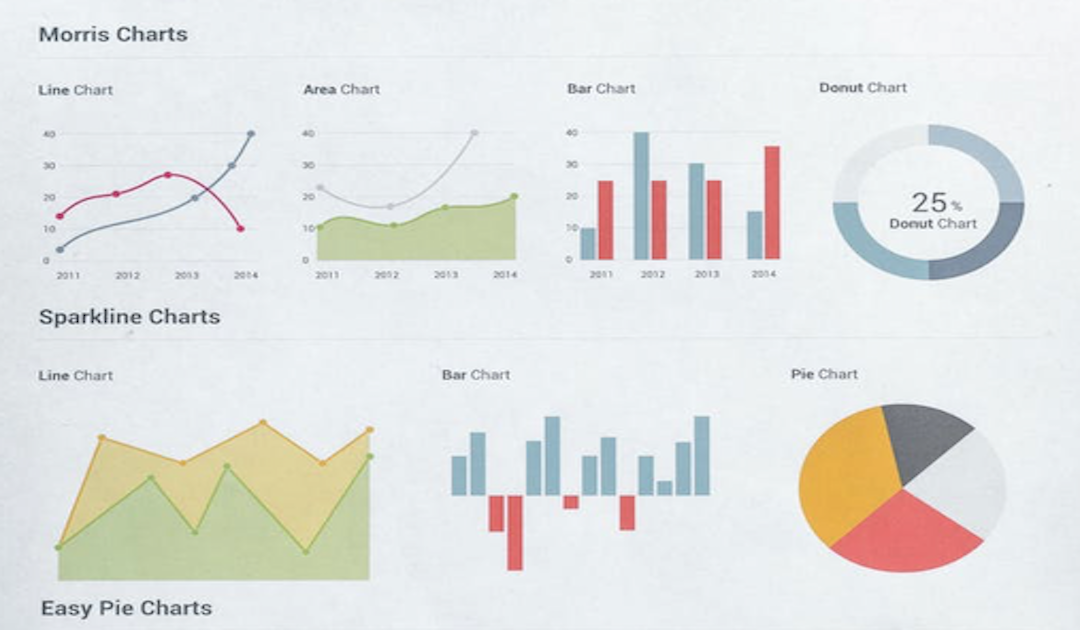 Morris Charts
Line Chart
40
30
20
10
0
2011 2012 2013 2014
Area Chart
40
30
20
10
0
2011 2012 2013 2014
Bar Chart
40
30
20
10
0
2011 2012 2013 2014
Donut Chart
25 %
Donut Chart
Sparkline Charts
Line Chart
Bar Chart
Pie Chart
Easy Pie Charts